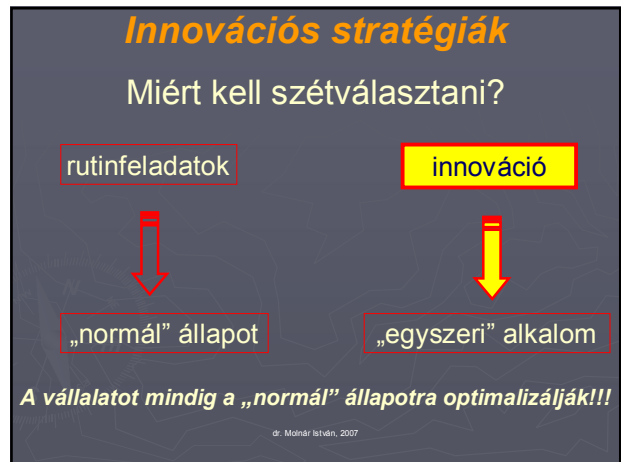 Innovációs stratégiák
Miért kell szétválasztani?
rutinfeladatok
innováció
„normál” állapot
„egyszeri” alkalom
A vállalatot mindig a „normál” állapotra optimalizálják!!!
dr. Molnár István, 2007